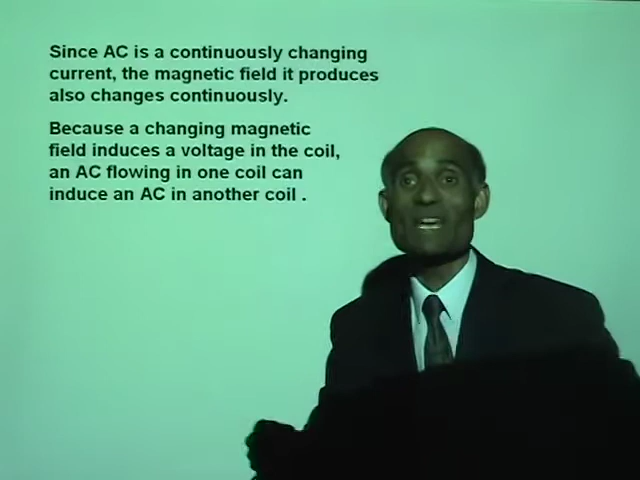 Since AC is a continuously changing
current, the magnetic field it produces
also changes continuously.
Because a changing magnetic
field induces a voltage in the coil,
an AC flowing in one coil can
induce an AC in another coil .